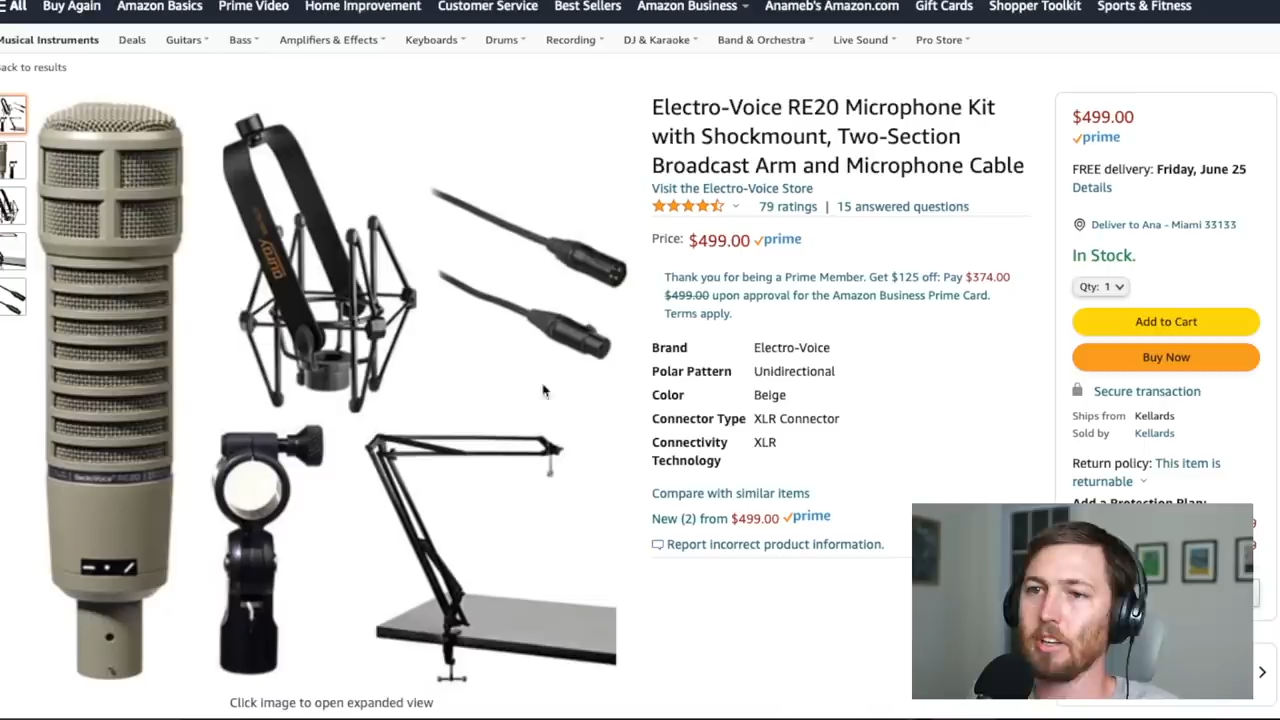 All Buy Again Amazon Basics Prime Video Home Improvement Customer Service Best Sellers Amazon Business Anameb's Amazon.com Gift Cards Shopper Toolkit Sports & Fitness
Musical Instruments Deals Guitars Bass Amplifiers & Effects Keyboards Drums Recording DJ & Karaoke Band & Orchestra Live Sound Pro Store
ack to results
Electro-Voice RE20 Microphone Kit
with Shockmount, Two-Section
Broadcast Arm and Microphone Cable
Visit the Electro-Voice Store
79 ratings | 15 answered questions
Price: $499.00 prime
Thank you for being a Prime Member. Get $125 off: Pay $374.00
$499.00 upon approval for the Amazon Business Prime Card.
Terms apply.
Brand Electro-Voice
Polar Pattern Unidirectional
Color Beige
Connector Type XLR Connector
Connectivity XLR
Technology
Compare with similar items
New (2) from $499.00 prime
Report incorrect product information.
Click image to open expanded view
$499.00
prime
FREE delivery: Friday, June 25
Details
Deliver to Ana - Miami 33133
In Stock.
Qty: 1
Add to Cart
Buy Now
Secure transaction
Ships from Kellards
Sold by Kellards
Return policy: This item is
returnable
Add a Protection Plan: